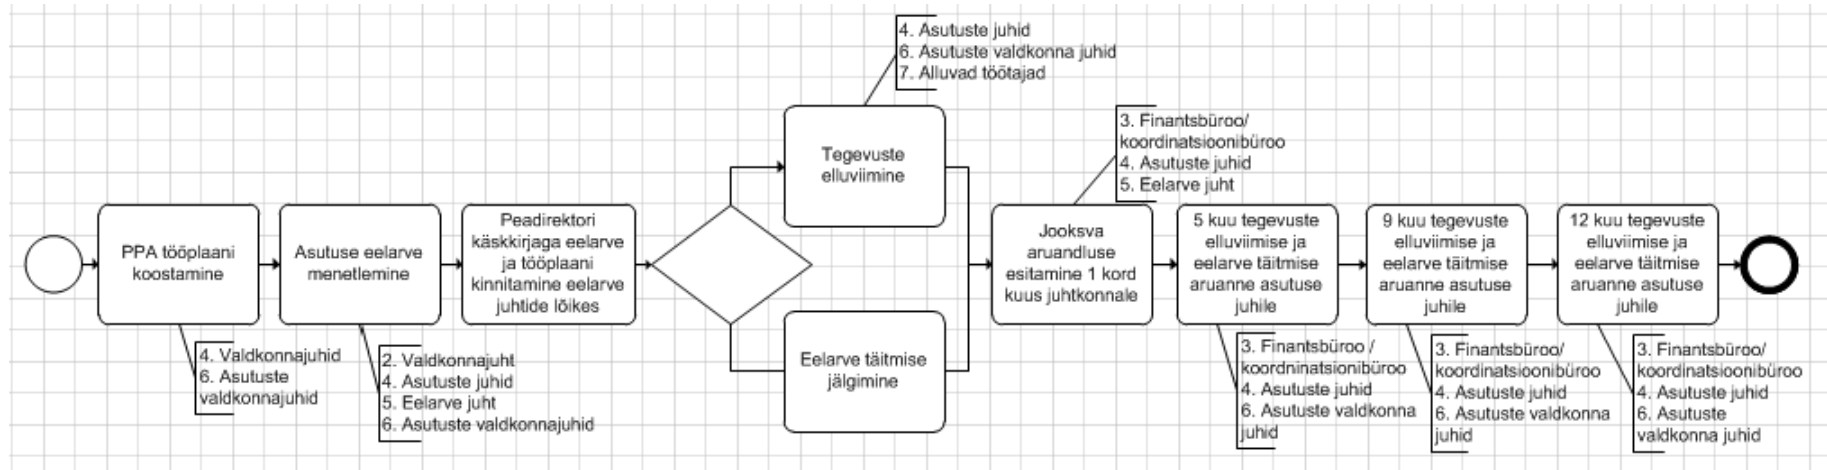 4. Asutuste juhid
6. Asutuste valdkonna juhid
7. Alluvad töötajad
Tegevuste
elluviimine
3. Finantsbüroo/
koordinatsioonibüroo
4. Asutuste juhid
5. Eelarve juht
PPA tööplaani
koostamine
Asutuse eelarve
menetlemine
Peadirektori
käskkirjaga eelarve
ja tööplaani
kinnitamine eelarve
juhtide lõikes
Jooksva
aruandluse
esitamine 1 kord
kuus juhtkonnale
5 kuu tegevuste
elluviimise ja
eelarve täitmise
aruanne asutuse
juhile
9 kuu tegevuste
elluviimise ja
eelarve täitmise
aruanne asutuse
juhile
12 kuu tegevuste
elluviimise ja
eelarve täitmise
aruanne asutuse
juhile
4. Valdkonnajuhid
6. Asutuste
valdkonnajuhid
2. Valdkonnajuht
4. Asutuste juhid
5. Eelarve juht
6. Asutuste valdkonnajuhid
Eelarve täitmise
jälgimine
3. Finantsbüroo /
koordninatsionibüroo
4. Asutuste juhid
6. Asutuste valdkonna
juhid
3. Finantsbüroo/
koordinatsioonibüroo
4. Asutuste juhid
6. Asutuste valdkonna
juhid
3. Finantsbüroo/
koordinatsioonibüroo
4. Asutuste juhid
6. Asutuste
valdkonna juhid